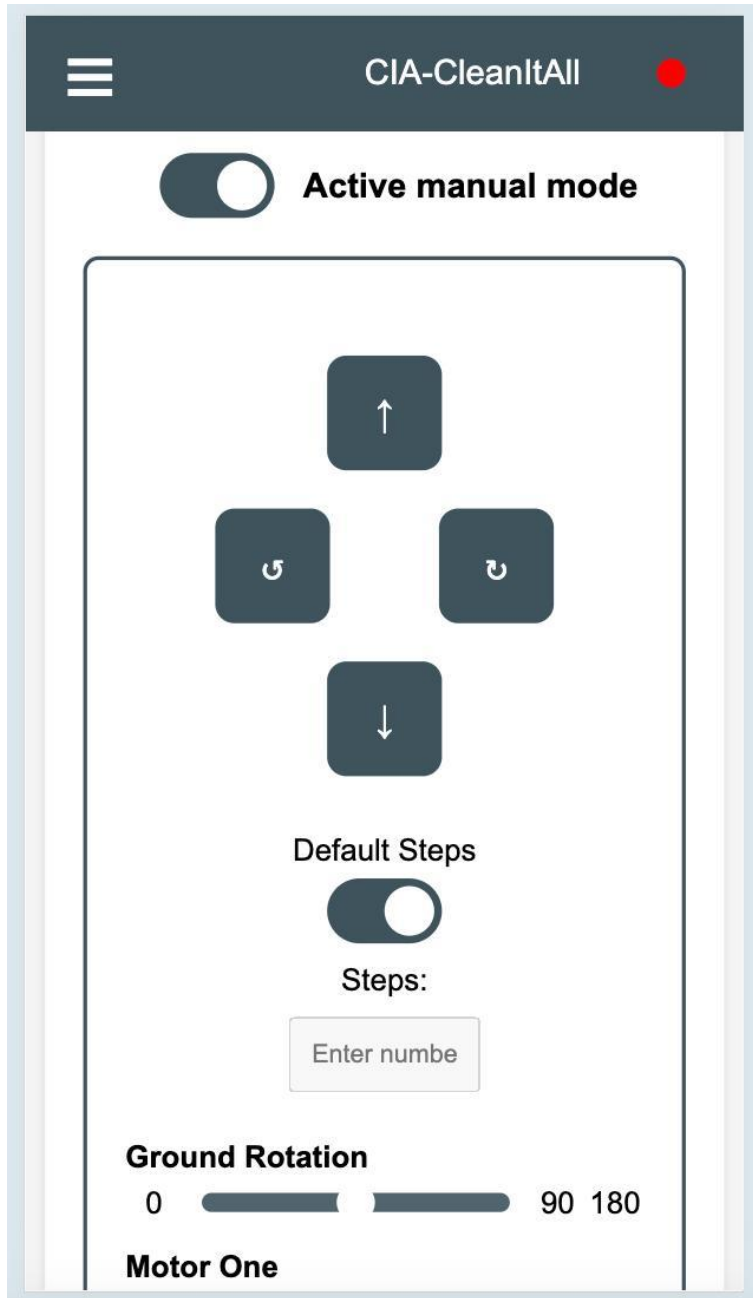 CIA-CleanItAll
Active manual mode
↑
↺ ↻
↓
Default Steps
Steps:
Enter numbe
Ground Rotation
0 90 180
Motor One